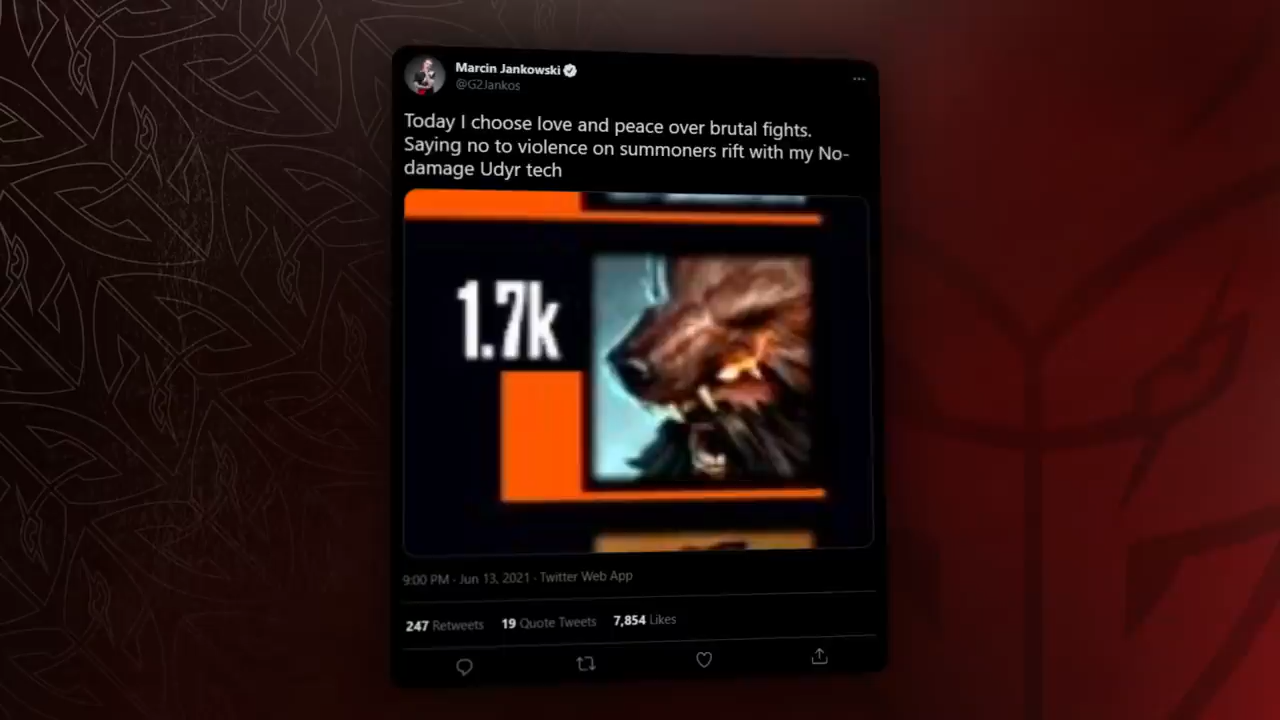 Marcin Jankowski
@G2Jankos
Today I choose love and peace over brutal fights.
Saying no to violence on summoners rift with my No-
damage Udyr tech
1.7k
9:00 PM · Jun 13, 2021 · Twitter Web App
247 Retweets 19 Quote Tweets 7,854 Likes